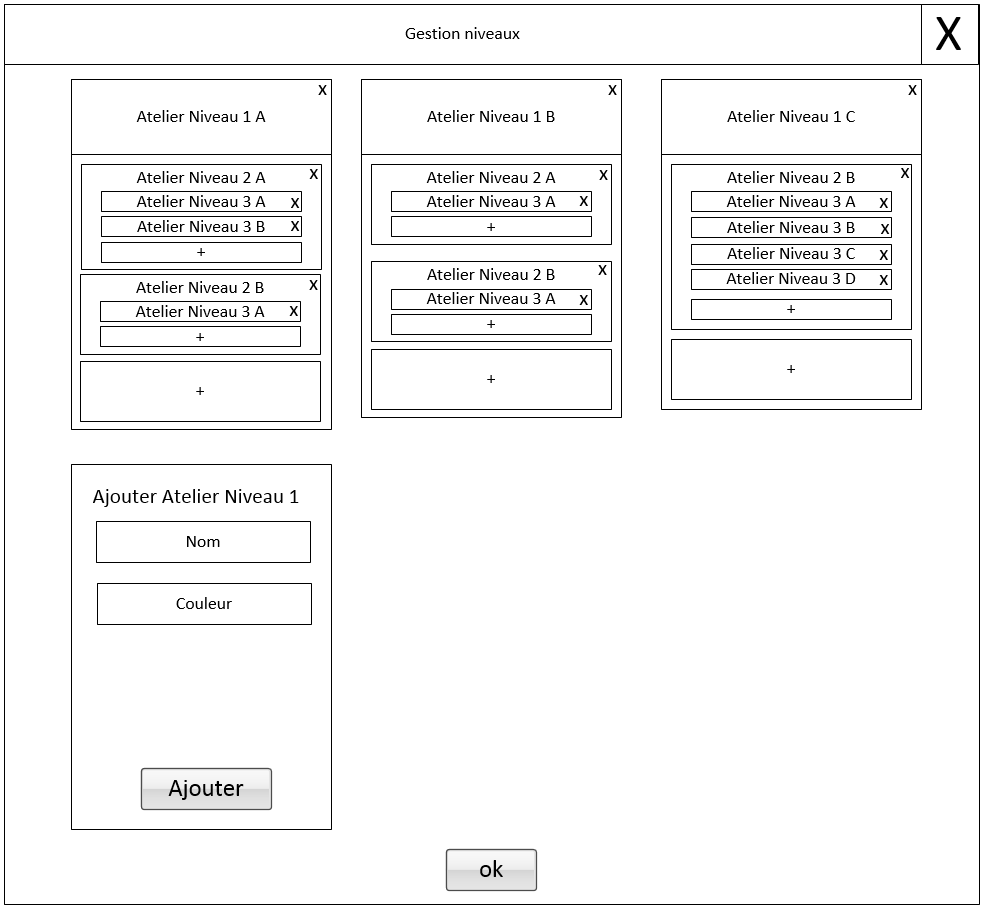 Gestion niveaux
X
X
Atelier Niveau 1 A
X
Atelier Niveau 2 A
Atelier Niveau 3 A X
Atelier Niveau 3 B X
+
X
Atelier Niveau 2 B
Atelier Niveau 3 A X
+
+
X
Atelier Niveau 1 B
X
Atelier Niveau 2 A
Atelier Niveau 3 A X
+
X
Atelier Niveau 2 B
Atelier Niveau 3 A X
+
+
X
Atelier Niveau 1 C
X
Atelier Niveau 2 B
Atelier Niveau 3 A X
Atelier Niveau 3 B X
Atelier Niveau 3 C X
Atelier Niveau 3 D X
+
+
Ajouter Atelier Niveau 1
Nom
Couleur
Ajouter
ok